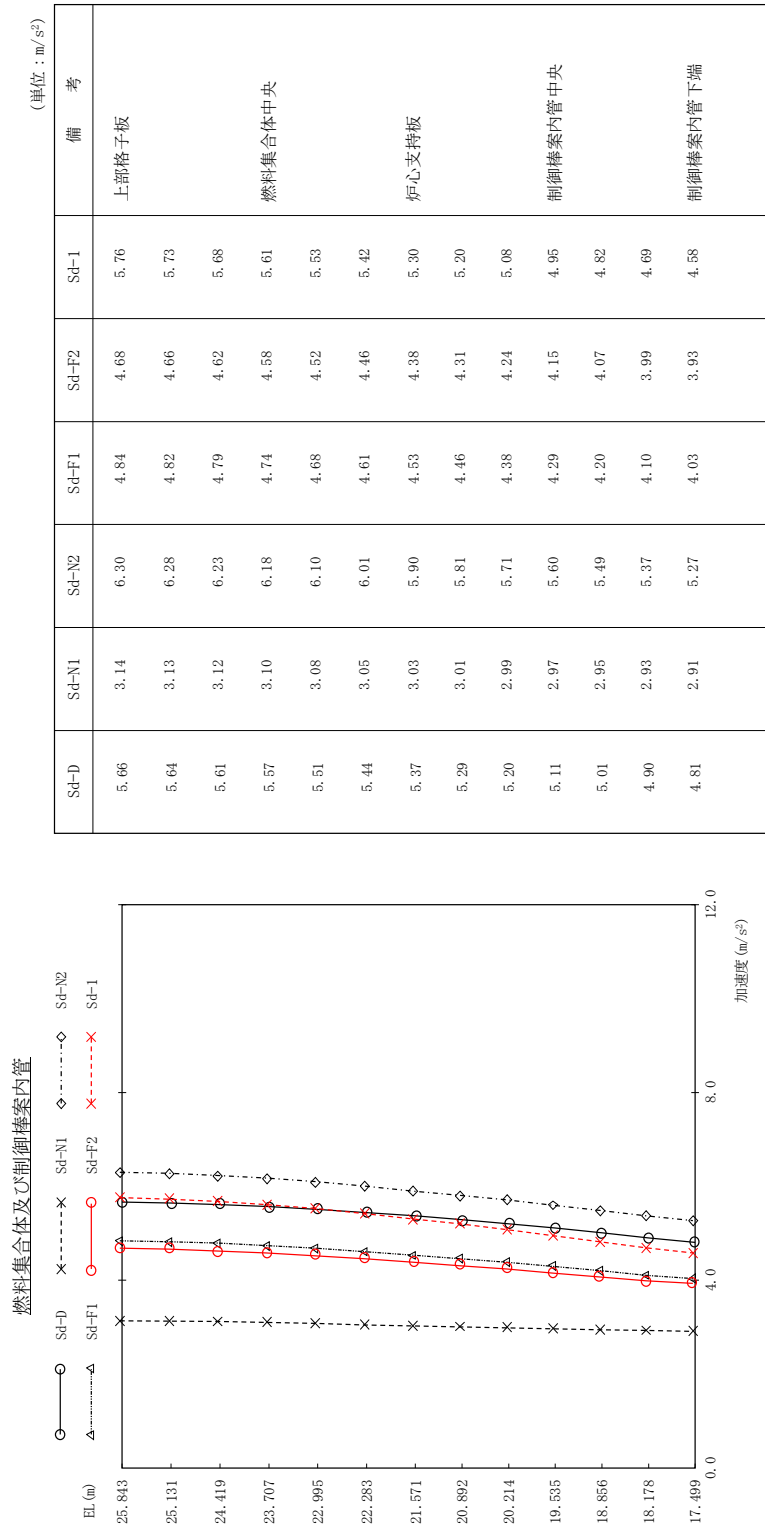 燃料集合体及び制御棒案内管
Sd-D Sd-N1 Sd-N2
Sd-F1 Sd-F2 Sd-1
EL(m)
25.843
25.131
24.419
23.707
22.995
22.283
21.571
20.892
20.214
19.535
18.856
18.178
17.499
0.0 4.0 8.0 12.0
加速度(m/s²)
(単位：m/s²)
Sd-D Sd-N1 Sd-N2 Sd-F1 Sd-F2 Sd-1 備 考
5.66 3.14 6.30 4.84 4.68 5.76 上部格子板
5.64 3.13 6.28 4.82 4.66 5.73
5.61 3.12 6.23 4.79 4.62 5.68
5.57 3.10 6.18 4.74 4.58 5.61 燃料集合体中央
5.51 3.08 6.10 4.68 4.52 5.53
5.44 3.05 6.01 4.61 4.46 5.42
5.37 3.03 5.90 4.53 4.38 5.30 炉心支持板
5.29 3.01 5.81 4.46 4.31 5.20
5.20 2.99 5.71 4.38 4.24 5.08
5.11 2.97 5.60 4.29 4.15 4.95 制御棒案内管中央
5.01 2.95 5.49 4.20 4.07 4.82
4.90 2.93 5.37 4.10 3.99 4.69
4.81 2.91 5.27 4.03 3.93 4.58 制御棒案内管下端